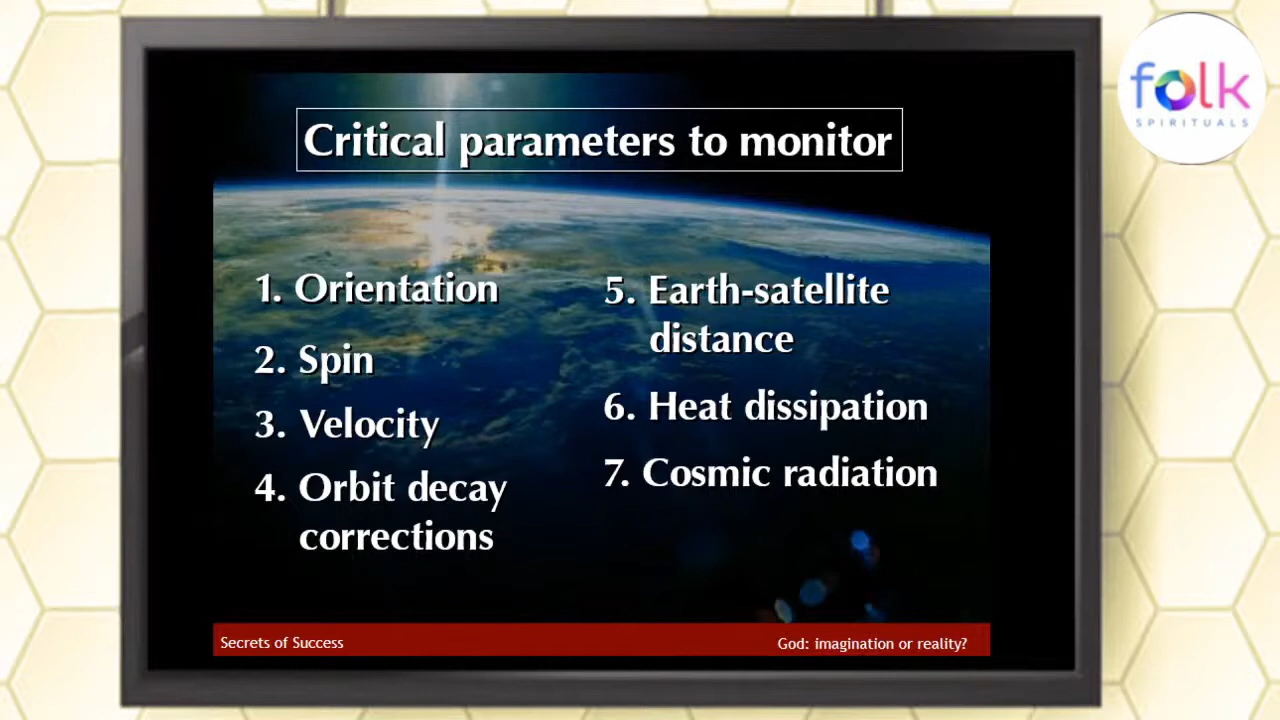 folk
SPIRITUALS
Critical parameters to monitor
1. Orientation
2. Spin
3. Velocity
4. Orbit decay
corrections
5. Earth-satellite
distance
6. Heat dissipation
7. Cosmic radiation
Secrets of Success
God: imagination or reality?